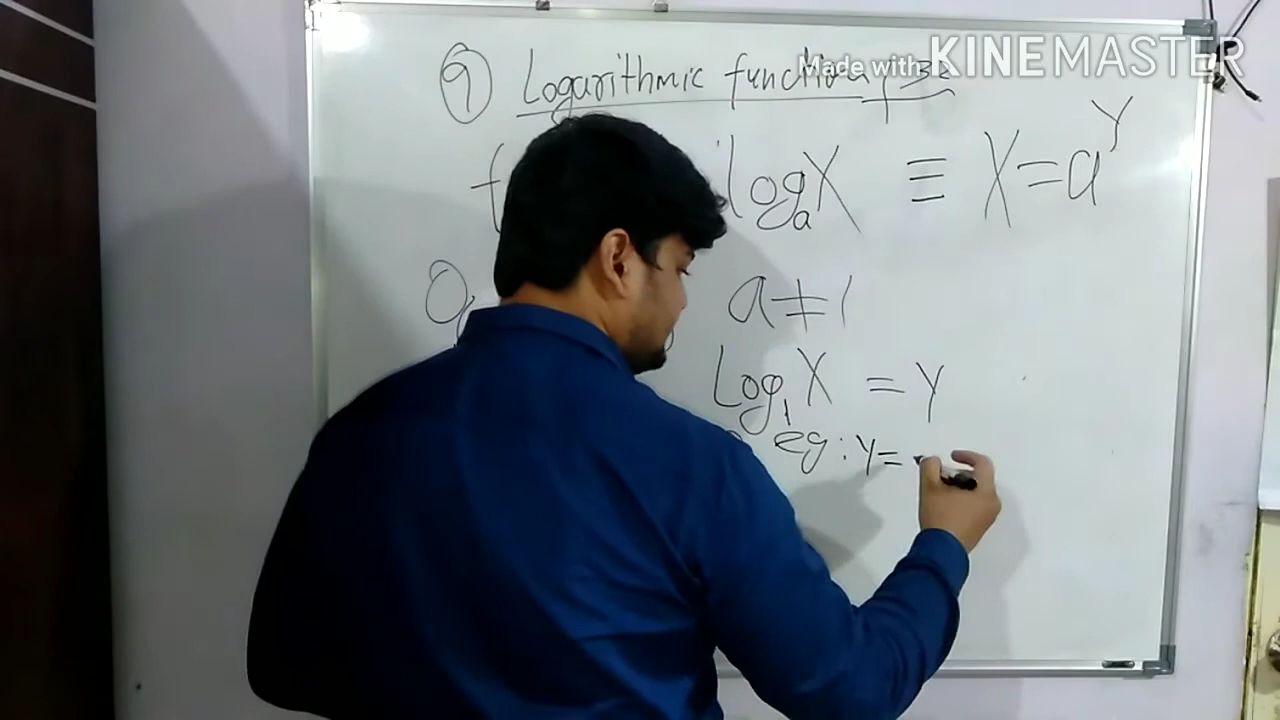 Made with KINEMASTER
9 Logarithmic function
log_a X ≡ X = a^Y
a ≠ 1
Log_1 X = Y
eg : Y =